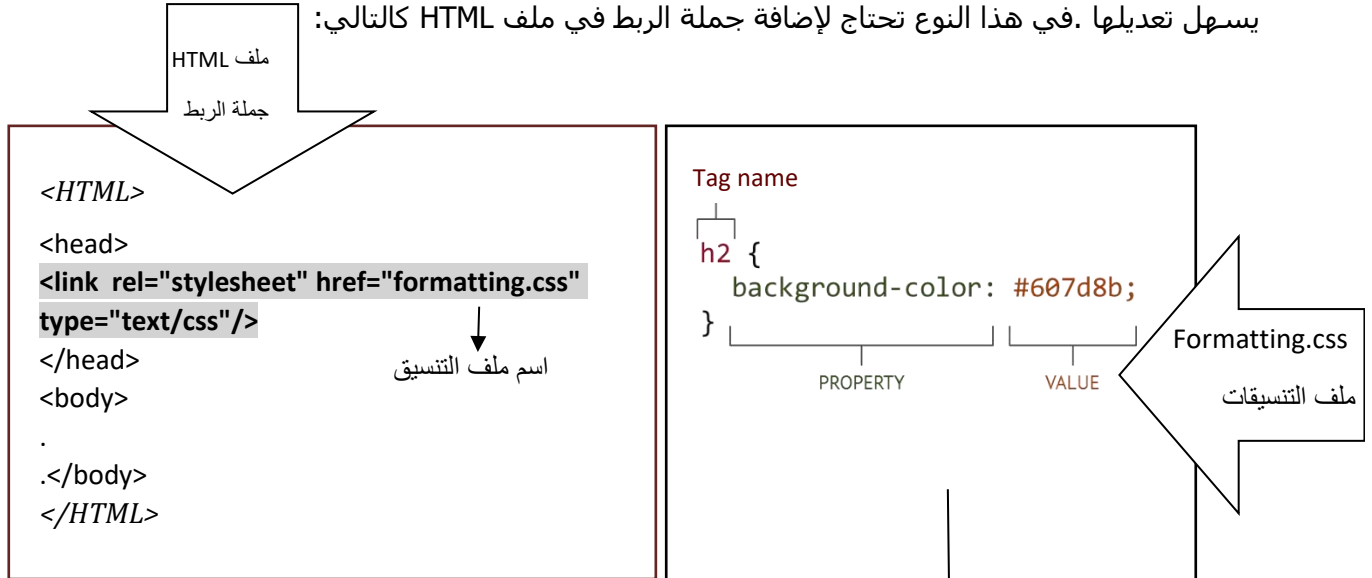 يسهل تعديلها .في هذا النوع تحتاج لإضافة جملة الربط في ملف HTML كالتالي:
ملف HTML
جملة الربط
<HTML>
<head>
<link rel="stylesheet" href="formatting.css"
type="text/css"/>
</head>
اسم ملف التنسيق
<body>
.
.</body>
</HTML>
Tag name
h2 {
background-color: #607d8b;
}
PROPERTY
VALUE
Formatting.css
ملف التنسيقات